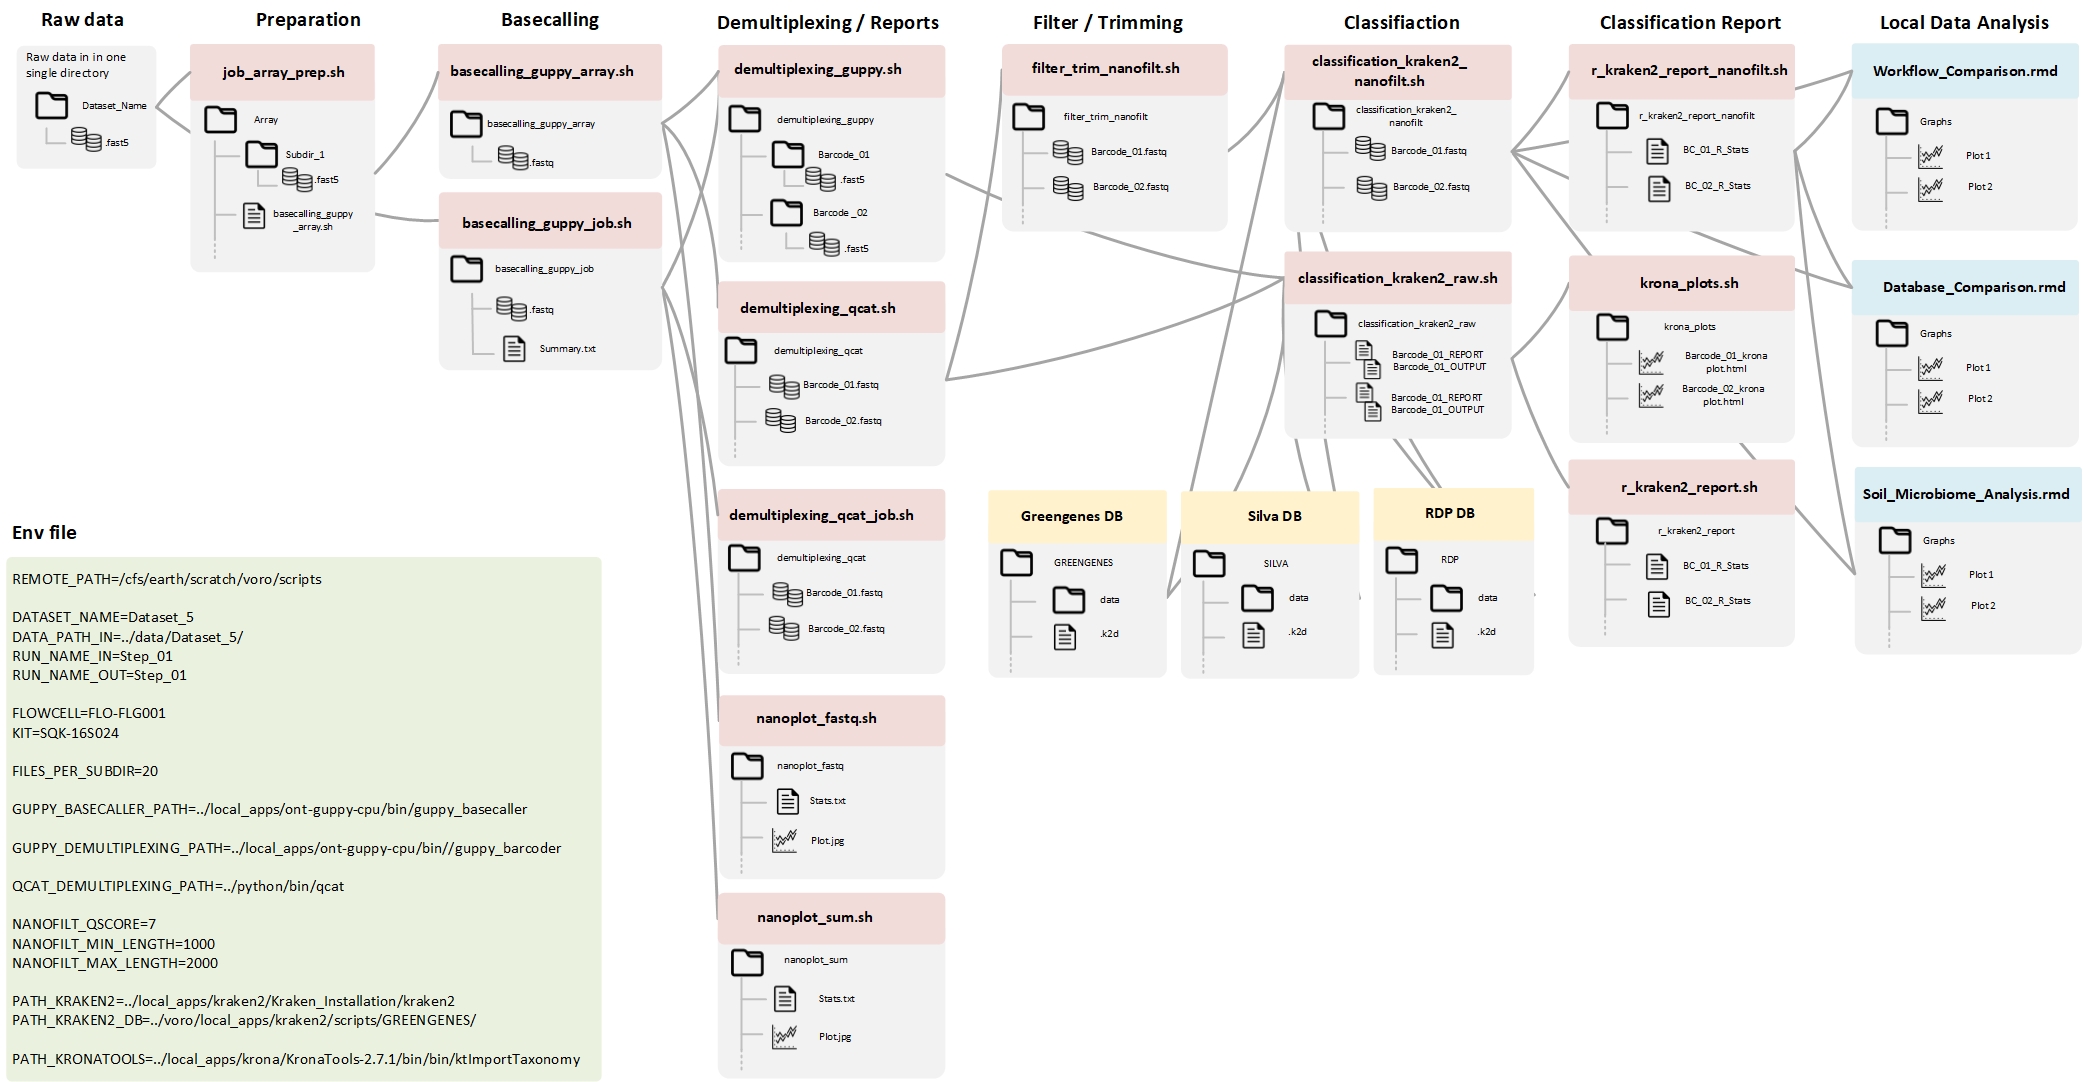 Raw data
Preparation
Basecalling
Demultiplexing / Reports
Filter / Trimming
Classifiaction
Classification Report
Local Data Analysis
Raw data in in one
single directory
Dataset_Name
.fast5
job_array_prep.sh
Array
Subdir_1
.fast5
basecalling_guppy
_array.sh
basecalling_guppy_array.sh
basecalling_guppy_array
.fastq
basecalling_guppy_job.sh
basecalling_guppy_job
.fastq
Summary.txt
demultiplexing_guppy.sh
demultiplexing_guppy
Barcode_01
.fast5
Barcode _02
.fast5
demultiplexing_qcat.sh
demultiplexing_qcat
Barcode_01.fastq
Barcode_02.fastq
demultiplexing_qcat_job.sh
demultiplexing_qcat
Barcode_01.fastq
Barcode_02.fastq
nanoplot_fastq.sh
nanoplot_fastq
Stats.txt
Plot.jpg
nanoplot_sum.sh
nanoplot_sum
Stats.txt
Plot.jpg
filter_trim_nanofilt.sh
filter_trim_nanofilt
Barcode_01.fastq
Barcode_02.fastq
classification_kraken2_
nanofilt.sh
classification_kraken2_
nanofilt
Barcode_01.fastq
Barcode_02.fastq
classification_kraken2_raw.sh
classification_kraken2_raw
Barcode_01_REPORT
Barcode_01_OUTPUT
Barcode_01_REPORT
Barcode_01_OUTPUT
Greengenes DB
GREENGENES
data
.k2d
Silva DB
SILVA
data
.k2d
RDP DB
RDP
data
.k2d
r_kraken2_report_nanofilt.sh
r_kraken2_report_nanofilt
BC_01_R_Stats
BC_02_R_Stats
krona_plots.sh
krona_plots
Barcode_01_krona
plot.html
Barcode_02_krona
plot.html
r_kraken2_report.sh
r_kraken2_report
BC_01_R_Stats
BC_02_R_Stats
Workflow_Comparison.rmd
Graphs
Plot 1
Plot 2
Database_Comparison.rmd
Graphs
Plot 1
Plot 2
Soil_Microbiome_Analysis.rmd
Graphs
Plot 1
Plot 2
Env file
REMOTE_PATH=/cfs/earth/scratch/voro/scripts
DATASET_NAME=Dataset_5
DATA_PATH_IN=../data/Dataset_5/
RUN_NAME_IN=Step_01
RUN_NAME_OUT=Step_01
FLOWCELL=FLO-FLG001
KIT=SQK-16S024
FILES_PER_SUBDIR=20
GUPPY_BASECALLER_PATH=../local_apps/ont-guppy-cpu/bin/guppy_basecaller
GUPPY_DEMULTIPLEXING_PATH=../local_apps/ont-guppy-cpu/bin//guppy_barcoder
QCAT_DEMULTIPLEXING_PATH=../python/bin/qcat
NANOFILT_QSCORE=7
NANOFILT_MIN_LENGTH=1000
NANOFILT_MAX_LENGTH=2000
PATH_KRAKEN2=../local_apps/kraken2/Kraken_Installation/kraken2
PATH_KRAKEN2_DB=../voro/local_apps/kraken2/scripts/GREENGENES/
PATH_KRONATOOLS=../local_apps/krona/KronaTools-2.7.1/bin/bin/ktImportTaxonomy